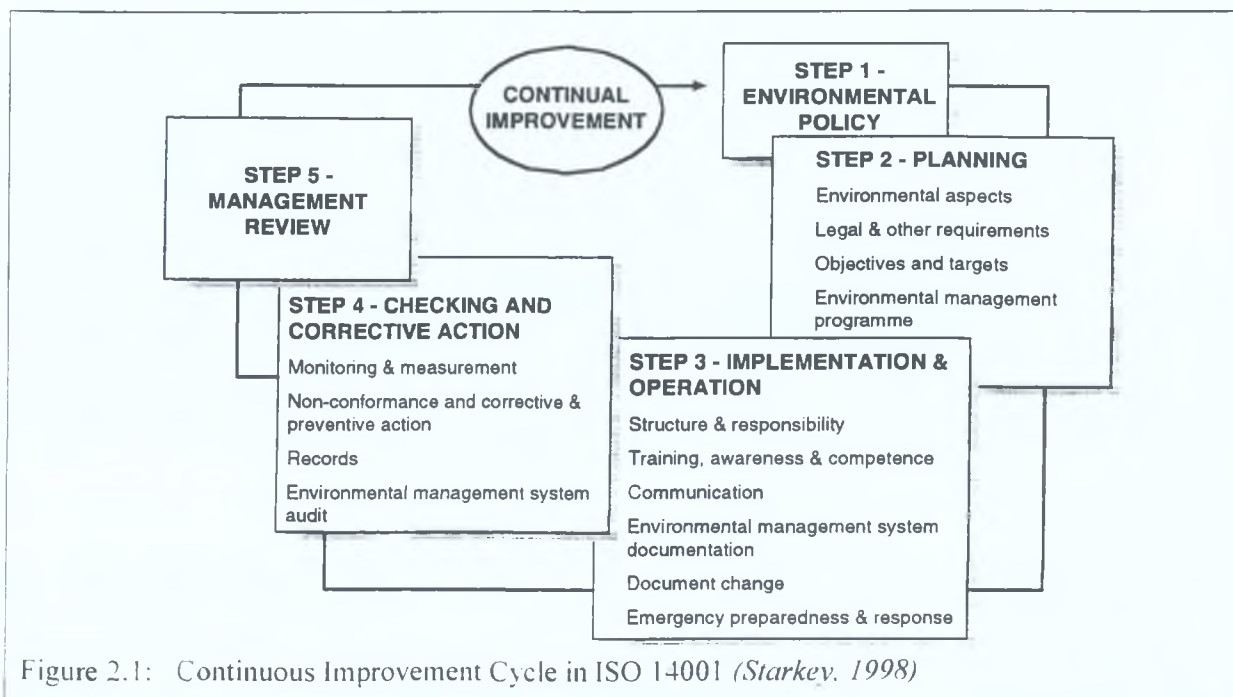 CONTINUAL
IMPROVEMENT
STEP 1 -
ENVIRONMENTAL
POLICY
STEP 2 - PLANNING
Environmental aspects
Legal & other requirements
Objectives and targets
Environmental management
programme
STEP 3 - IMPLEMENTATION &
OPERATION
Structure & responsibility
Training, awareness & competence
Communication
Environmental management system
documentation
Document change
Emergency preparedness & response
STEP 4 - CHECKING AND
CORRECTIVE ACTION
Monitoring & measurement
Non-conformance and corrective &
preventive action
Records
Environmental management system
audit
STEP 5 -
MANAGEMENT
REVIEW
Figure 2.1: Continuous Improvement Cycle in ISO 14001 (Starkey, 1998)